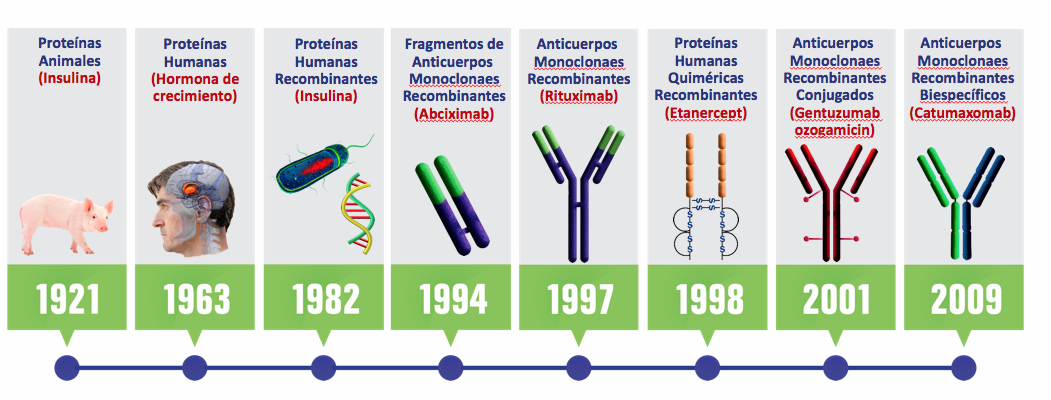 Proteínas
Animales
(Insulina)
1921
Proteínas
Humanas
(Hormona de
crecimiento)
1963
Proteínas
Humanas
Recombinantes
(Insulina)
1982
Fragmentos de
Anticuerpos
Monoclonaes
Recombinantes
(Abciximab)
1994
Anticuerpos
Monoclonaes
Recombinantes
(Rituximab)
1997
Proteínas
Humanas
Quiméricas
Recombinantes
(Etanercept)
-S-S-
-S-S-
S
S
S
S
S
S
S
S
1998
Anticuerpos
Monoclonaes
Recombinantes
Conjugados
(Gentuzumab
ozogamicin)
2001
Anticuerpos
Monoclonaes
Recombinantes
Biespecíficos
(Catumaxomab)
2009